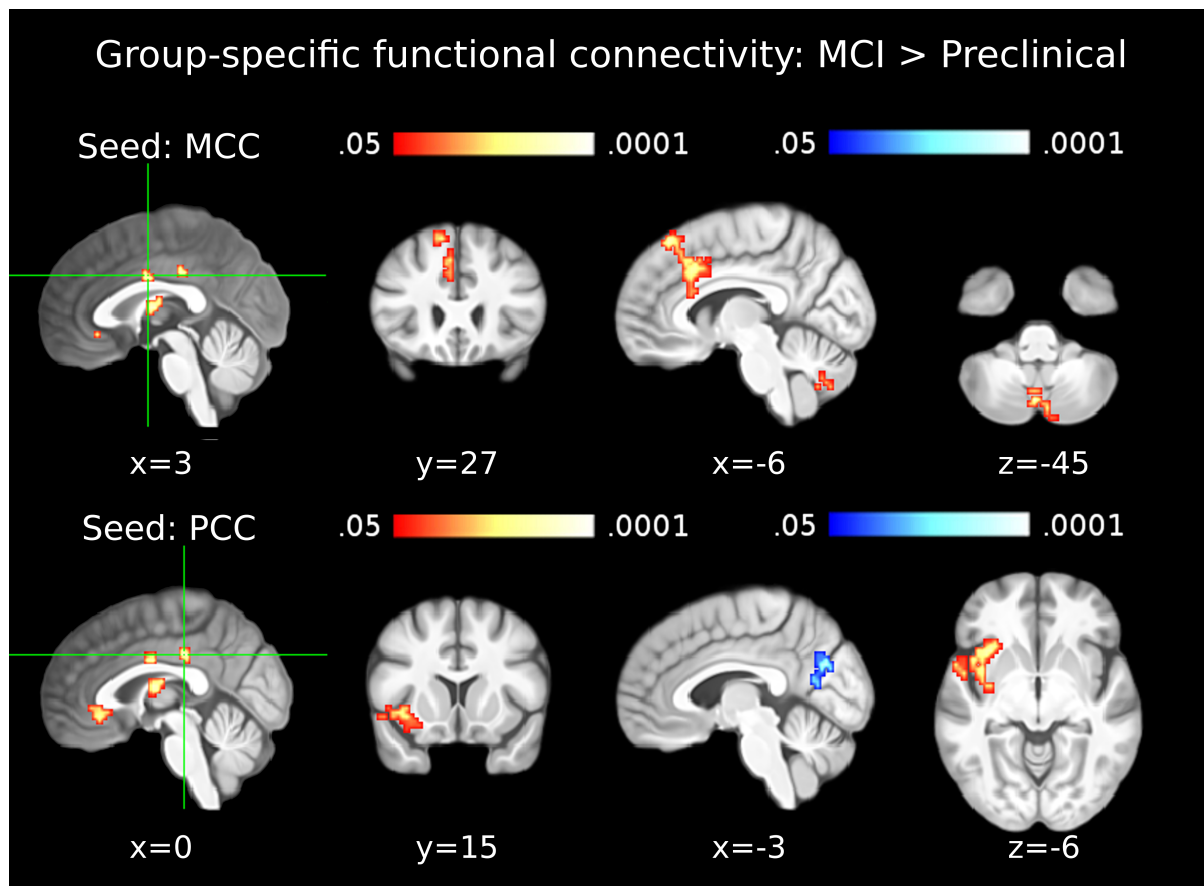 Group-specific functional connectivity: MCI > Preclinical
Seed: MCC
.05 .0001 .05 .0001
x=3 y=27 x=-6 z=-45
Seed: PCC
.05 .0001 .05 .0001
x=0 y=15 x=-3 z=-6